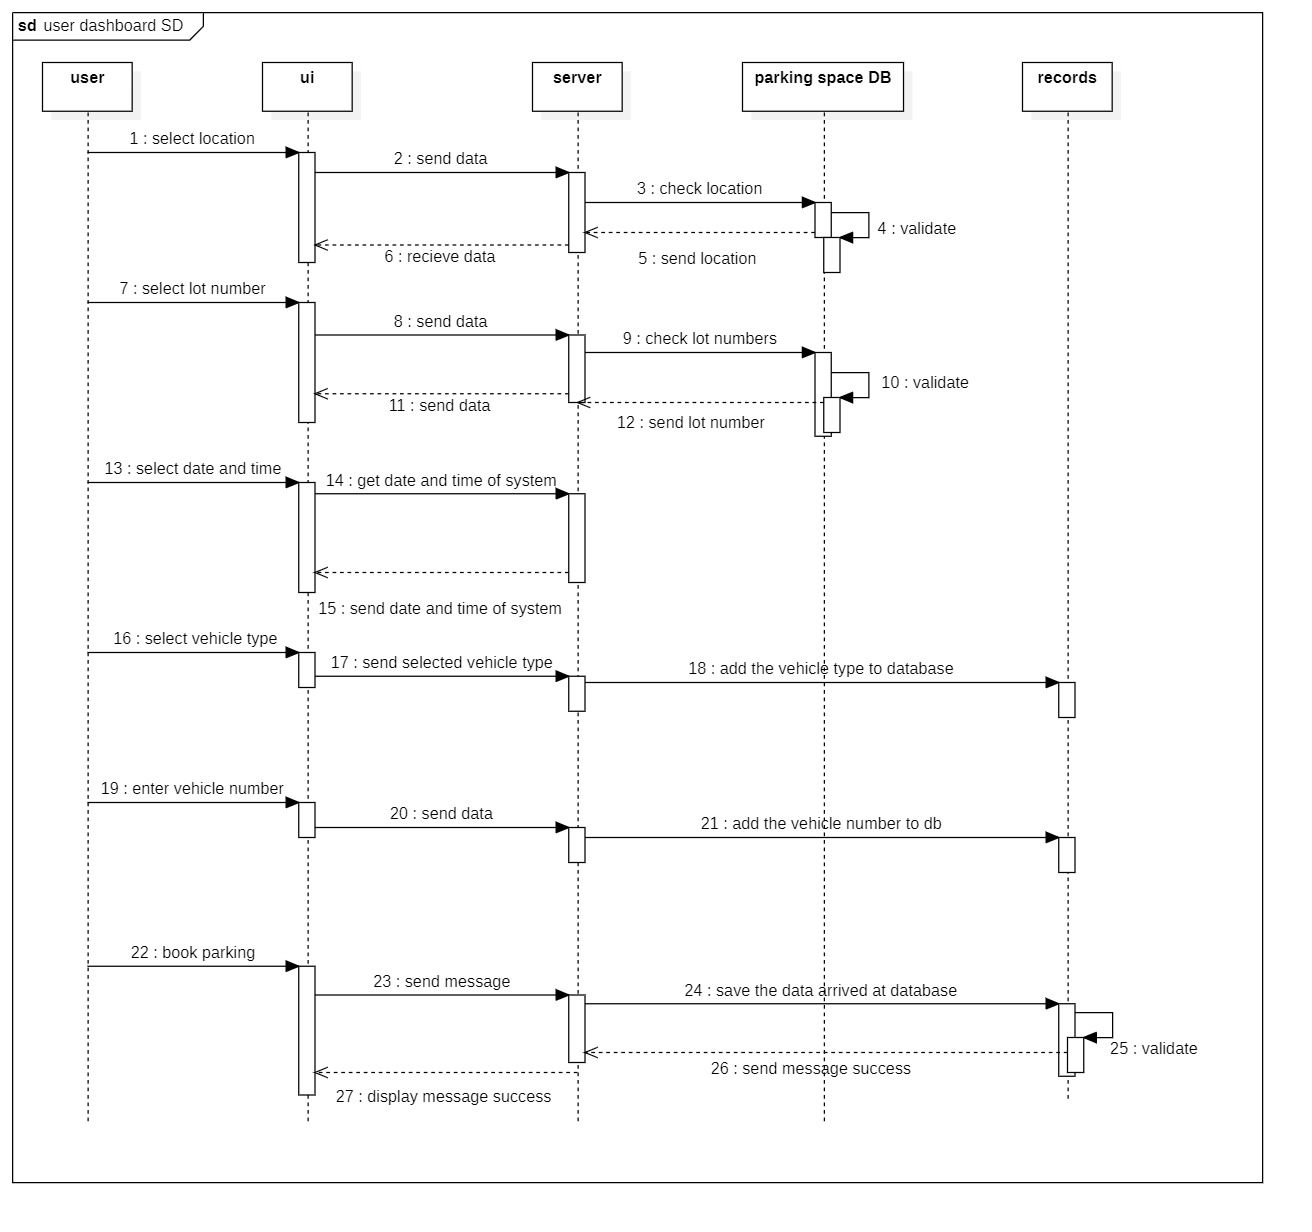 sd user dashboard SD
user
ui
server
parking space DB
records
1 : select location
2 : send data
3 : check location
4 : validate
5 : send location
6 : recieve data
7 : select lot number
8 : send data
9 : check lot numbers
10 : validate
11 : send data
12 : send lot number
13 : select date and time
14 : get date and time of system
15 : send date and time of system
16 : select vehicle type
17 : send selected vehicle type
18 : add the vehicle type to database
19 : enter vehicle number
20 : send data
21 : add the vehicle number to db
22 : book parking
23 : send message
24 : save the data arrived at database
25 : validate
26 : send message success
27 : display message success